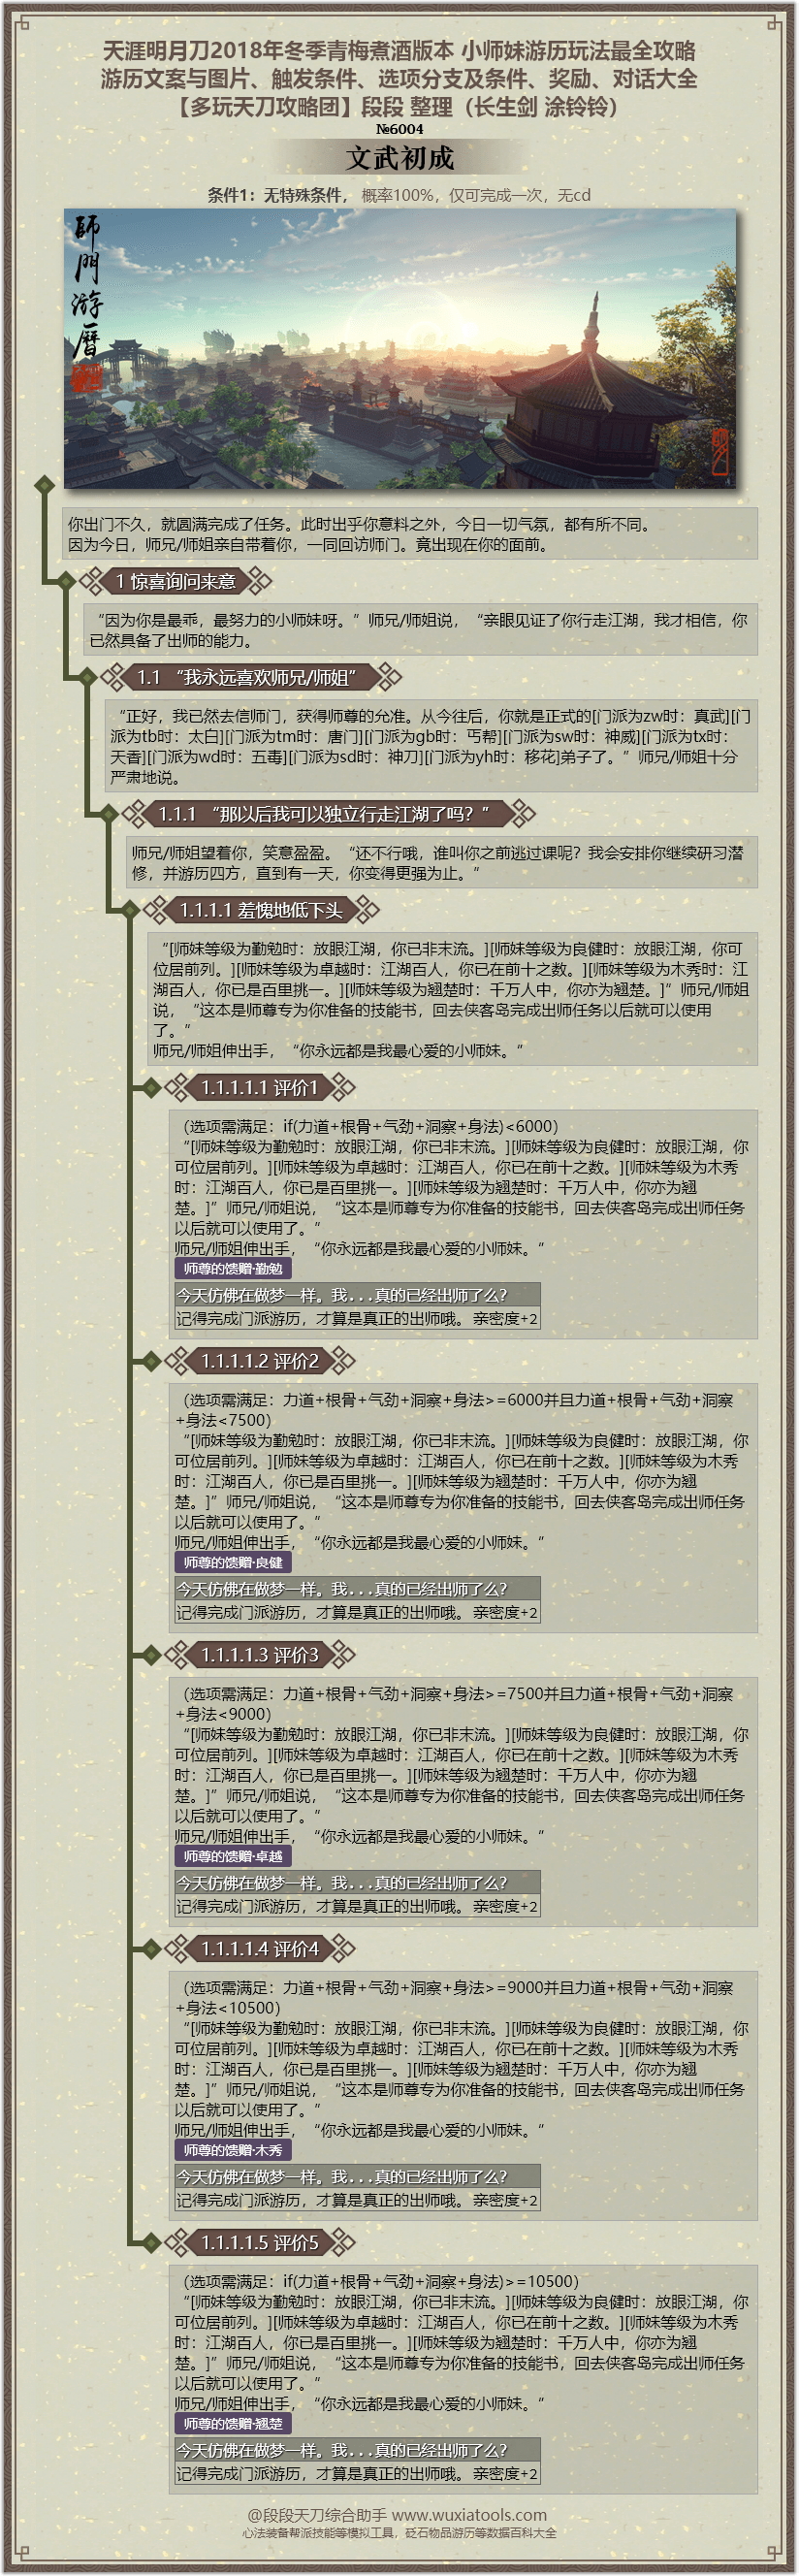 天涯明月刀2018年冬季青梅煮酒版本 小师妹游历玩法最全攻略
游历文案与图片、触发条件、选项分支及条件、奖励、对话大全
【多玩天刀攻略团】段段 整理（长生剑 涂铃铃）
№6004
文武初成
条件1：无特殊条件， 概率100%，仅可完成一次，无cd
師門游曆
你出门不久，就圆满完成了任务。此时出乎你意料之外，今日一切气氛，都有所不同。
因为今日，师兄/师姐亲自带着你，一同回访师门。竟出现在你的面前。
1 惊喜询问来意
“因为你是最乖，最努力的小师妹呀。”师兄/师姐说，“亲眼见证了你行走江湖，我才相信，你
已然具备了出师的能力。
1.1 “我永远喜欢师兄/师姐”
“正好，我已然去信师门，获得师尊的允准。从今往后，你就是正式的[门派为zw时：真武][门
派为tb时：太白][门派为tm时：唐门][门派为gb时：丐帮][门派为sw时：神威][门派为tx时：
天香][门派为wd时：五毒][门派为sd时：神刀][门派为yh时：移花]弟子了。”师兄/师姐十分
严肃地说。
1.1.1 “那以后我可以独立行走江湖了吗？”
师兄/师姐望着你，笑意盈盈。“还不行哦，谁叫你之前逃过课呢？我会安排你继续研习潜
修，并游历四方，直到有一天，你变得更强为止。”
1.1.1.1 羞愧地低下头
“[师妹等级为勤勉时：放眼江湖，你已非末流。][师妹等级为良健时：放眼江湖，你可
位居前列。][师妹等级为卓越时：江湖百人，你已在前十之数。][师妹等级为木秀时：江
湖百人，你已是百里挑一。][师妹等级为翘楚时：千万人中，你亦为翘楚。]”师兄/师姐
说，“这本是师尊专为你准备的技能书，回去侠客岛完成出师任务以后就可以使用
了。”
师兄/师姐伸出手，“你永远都是我最心爱的小师妹。”
1.1.1.1.1 评价1
（选项需满足：if(力道+根骨+气劲+洞察+身法)<6000）
“[师妹等级为勤勉时：放眼江湖，你已非末流。][师妹等级为良健时：放眼江湖，你
可位居前列。][师妹等级为卓越时：江湖百人，你已在前十之数。][师妹等级为木秀
时：江湖百人，你已是百里挑一。][师妹等级为翘楚时：千万人中，你亦为翘
楚。]”师兄/师姐说，“这本是师尊专为你准备的技能书，回去侠客岛完成出师任务
以后就可以使用了。”
师兄/师姐伸出手，“你永远都是我最心爱的小师妹。“
师尊的馈赠·勤勉
今天仿佛在做梦一样。我...真的已经出师了么？
记得完成门派游历，才算是真正的出师哦。 亲密度+2
1.1.1.1.2 评价2
（选项需满足：力道+根骨+气劲+洞察+身法>=6000并且力道+根骨+气劲+洞察
+身法<7500）
“[师妹等级为勤勉时：放眼江湖，你已非末流。][师妹等级为良健时：放眼江湖，你
可位居前列。][师妹等级为卓越时：江湖百人，你已在前十之数。][师妹等级为木秀
时：江湖百人，你已是百里挑一。][师妹等级为翘楚时：千万人中，你亦为翘
楚。]”师兄/师姐说，“这本是师尊专为你准备的技能书，回去侠客岛完成出师任务
以后就可以使用了。”
师兄/师姐伸出手，“你永远都是我最心爱的小师妹。“
师尊的馈赠·良健
今天仿佛在做梦一样。我...真的已经出师了么？
记得完成门派游历，才算是真正的出师哦。 亲密度+2
1.1.1.1.3 评价3
（选项需满足：力道+根骨+气劲+洞察+身法>=7500并且力道+根骨+气劲+洞察
+身法<9000）
“[师妹等级为勤勉时：放眼江湖，你已非末流。][师妹等级为良健时：放眼江湖，你
可位居前列。][师妹等级为卓越时：江湖百人，你已在前十之数。][师妹等级为木秀
时：江湖百人，你已是百里挑一。][师妹等级为翘楚时：千万人中，你亦为翘
楚。]”师兄/师姐说，“这本是师尊专为你准备的技能书，回去侠客岛完成出师任务
以后就可以使用了。”
师兄/师姐伸出手，“你永远都是我最心爱的小师妹。“
师尊的馈赠·卓越
今天仿佛在做梦一样。我...真的已经出师了么？
记得完成门派游历，才算是真正的出师哦。 亲密度+2
1.1.1.1.4 评价4
（选项需满足：力道+根骨+气劲+洞察+身法>=9000并且力道+根骨+气劲+洞察
+身法<10500）
“[师妹等级为勤勉时：放眼江湖，你已非末流。][师妹等级为良健时：放眼江湖，你
可位居前列。][师妹等级为卓越时：江湖百人，你已在前十之数。][师妹等级为木秀
时：江湖百人，你已是百里挑一。][师妹等级为翘楚时：千万人中，你亦为翘
楚。]”师兄/师姐说，“这本是师尊专为你准备的技能书，回去侠客岛完成出师任务
以后就可以使用了。”
师兄/师姐伸出手，“你永远都是我最心爱的小师妹。“
师尊的馈赠·木秀
今天仿佛在做梦一样。我...真的已经出师了么？
记得完成门派游历，才算是真正的出师哦。 亲密度+2
1.1.1.1.5 评价5
（选项需满足：if(力道+根骨+气劲+洞察+身法)>=10500）
“[师妹等级为勤勉时：放眼江湖，你已非末流。][师妹等级为良健时：放眼江湖，你
可位居前列。][师妹等级为卓越时：江湖百人，你已在前十之数。][师妹等级为木秀
时：江湖百人，你已是百里挑一。][师妹等级为翘楚时：千万人中，你亦为翘
楚。]”师兄/师姐说，“这本是师尊专为你准备的技能书，回去侠客岛完成出师任务
以后就可以使用了。”
师兄/师姐伸出手，“你永远都是我最心爱的小师妹。“
师尊的馈赠·翘楚
今天仿佛在做梦一样。我...真的已经出师了么？
记得完成门派游历，才算是真正的出师哦。 亲密度+2
@段段天刀综合助手 www.wuxiatools.com
心法装备帮派技能等模拟工具，砭石物品游历等数据百科大全